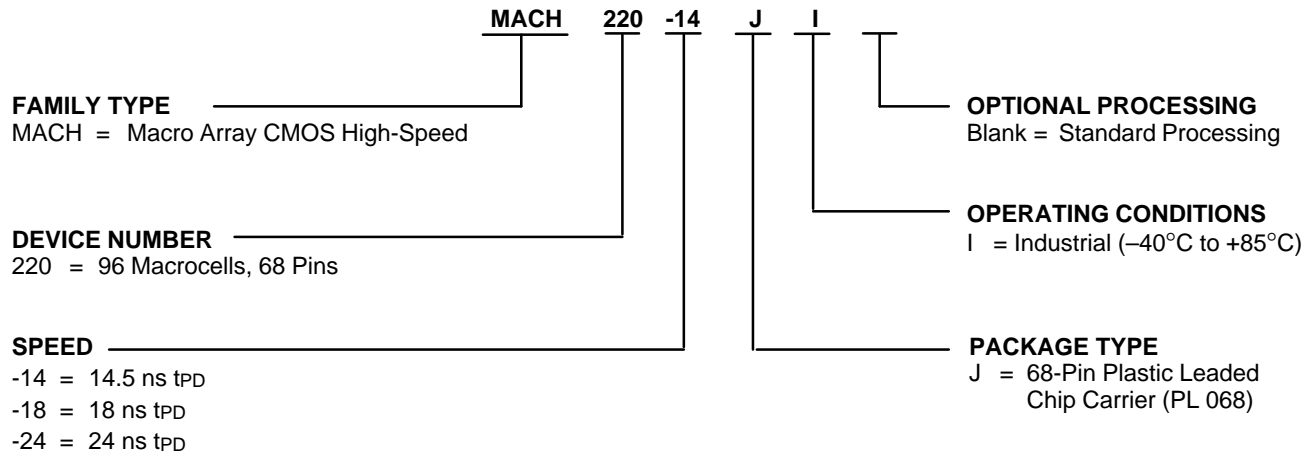 MACH 220 -14 J I
FAMILY TYPE
MACH = Macro Array CMOS High-Speed
DEVICE NUMBER
220 = 96 Macrocells, 68 Pins
SPEED
-14 = 14.5 ns tPD
-18 = 18 ns tPD
-24 = 24 ns tPD
OPTIONAL PROCESSING
Blank = Standard Processing
OPERATING CONDITIONS
I = Industrial (–40°C to +85°C)
PACKAGE TYPE
J = 68-Pin Plastic Leaded
Chip Carrier (PL 068)